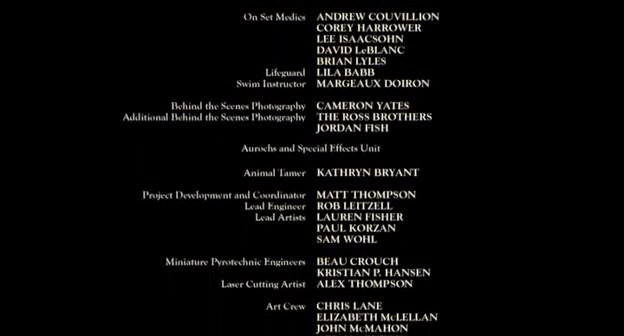 On Set Medics ANDREW COUVILLION
COREY HARROWER
LEE ISAACSOHN
DAVID LeBLANC
BRIAN LYLES
Lifeguard LILA BABB
Swim Instructor MARGEAUX DOIRON
Behind the Scenes Photography CAMERON YATES
Additional Behind the Scenes Photography THE ROSS BROTHERS
JORDAN FISH
Aurochs and Special Effects Unit
Animal Tamer KATHRYN BRYANT
Project Development and Coordinator MATT THOMPSON
Lead Engineer ROB LEITZELL
Lead Artists LAUREN FISHER
PAUL KORZAN
SAM WOHL
Miniature Pyrotechnic Engineers BEAU CROUCH
KRISTIAN P. HANSEN
Laser Cutting Artist ALEX THOMPSON
Art Crew CHRIS LANE
ELIZABETH McLELLAN
JOHN McMAHON